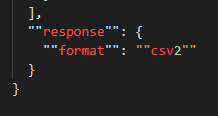 ],
""response"": {
""format"": ""csv2""
}
}